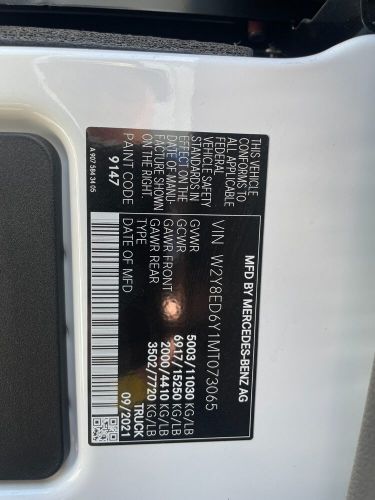 MFD BY MERCEDES-BENZ AG
VIN W2Y8ED6Y1MT073065
GVWR 5003/11030 KG/LB
GCWR 6917/15250 KG/LB
GAWR FRONT 2000/4410 KG/LB
GAWR REAR 3502/7720 KG/LB
TYPE TRUCK
DATE OF MFD 09/2021
THIS VEHICLE
CONFORMS TO
ALL APPLICABLE
FEDERAL
VEHICLE SAFETY
STANDARDS IN
EFFECT ON THE
DATE OF MANU-
FACTURE SHOWN
ON THE RIGHT.
PAINT CODE
9147
A 907 584 34 05